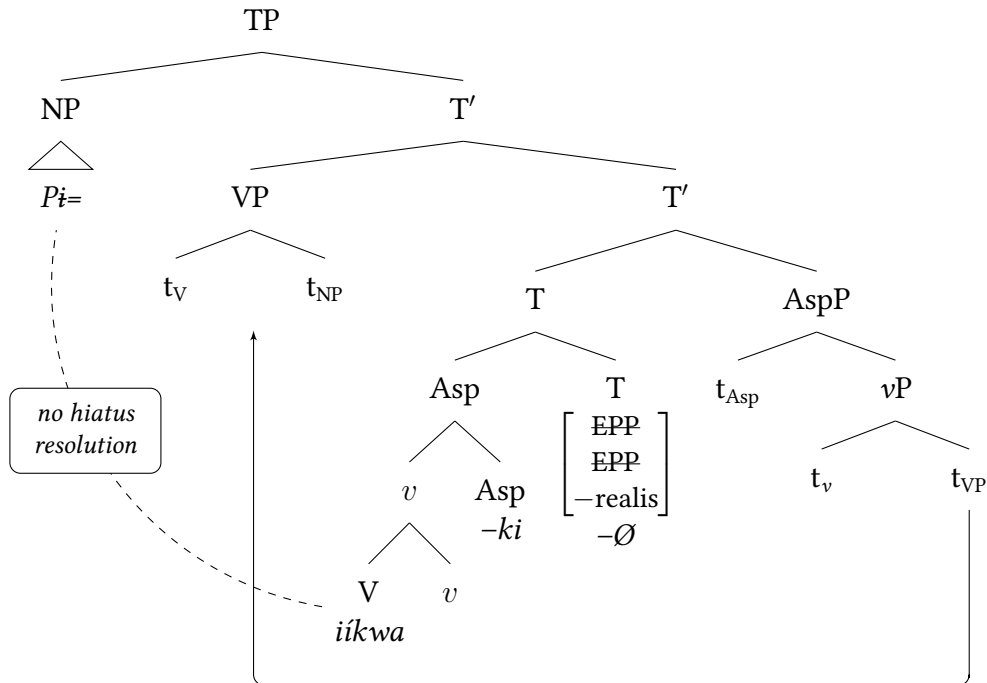 TP
NP T′
Pɨ= VP T′
t_V t_NP T AspP
Asp T t_Asp vP
no hiatus
resolution
EPP
EPP
−realis
v Asp t_v t_VP
–ki –Ø
V v
iíkwa